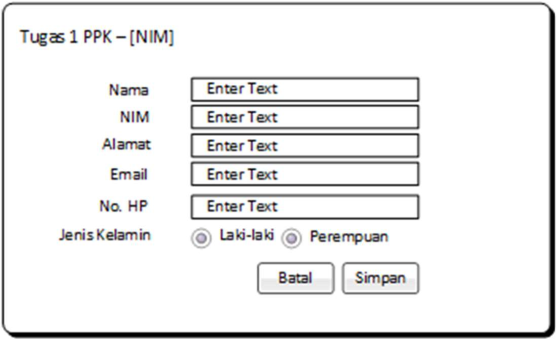 Tugas 1 PPK – [NIM]
Nama Enter Text
NIM Enter Text
Alamat Enter Text
Email Enter Text
No. HP Enter Text
Jenis Kelamin Laki-laki Perempuan
Batal Simpan